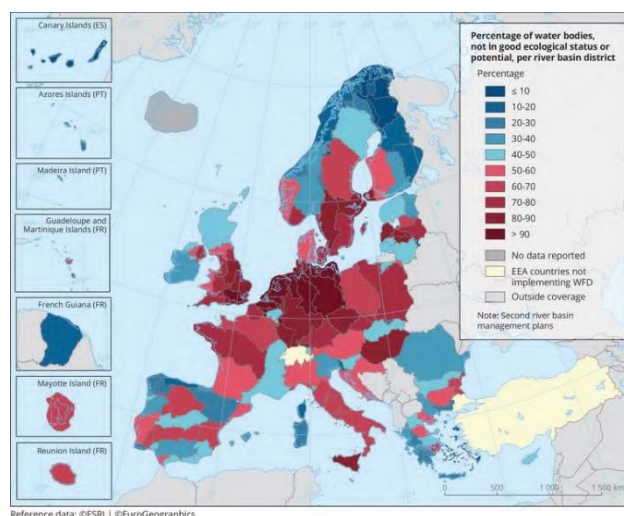 Canary Islands (ES)
Azores Islands (PT)
Madeira Island (PT)
Guadeloupe and
Martinique Islands (FR)
French Guiana (FR)
Mayotte Island (FR)
Reunion Island (FR)
Percentage of water bodies,
not in good ecological status or
potential, per river basin district
Percentage
≤ 10
10-20
20-30
30-40
40-50
50-60
60-70
70-80
80-90
> 90
No data reported
EEA countries not
implementing WFD
Outside coverage
Note: Second river basin
management plans
0 500 1 000 1 500 km
Reference data: ©ESRI | ©EuroGeographics